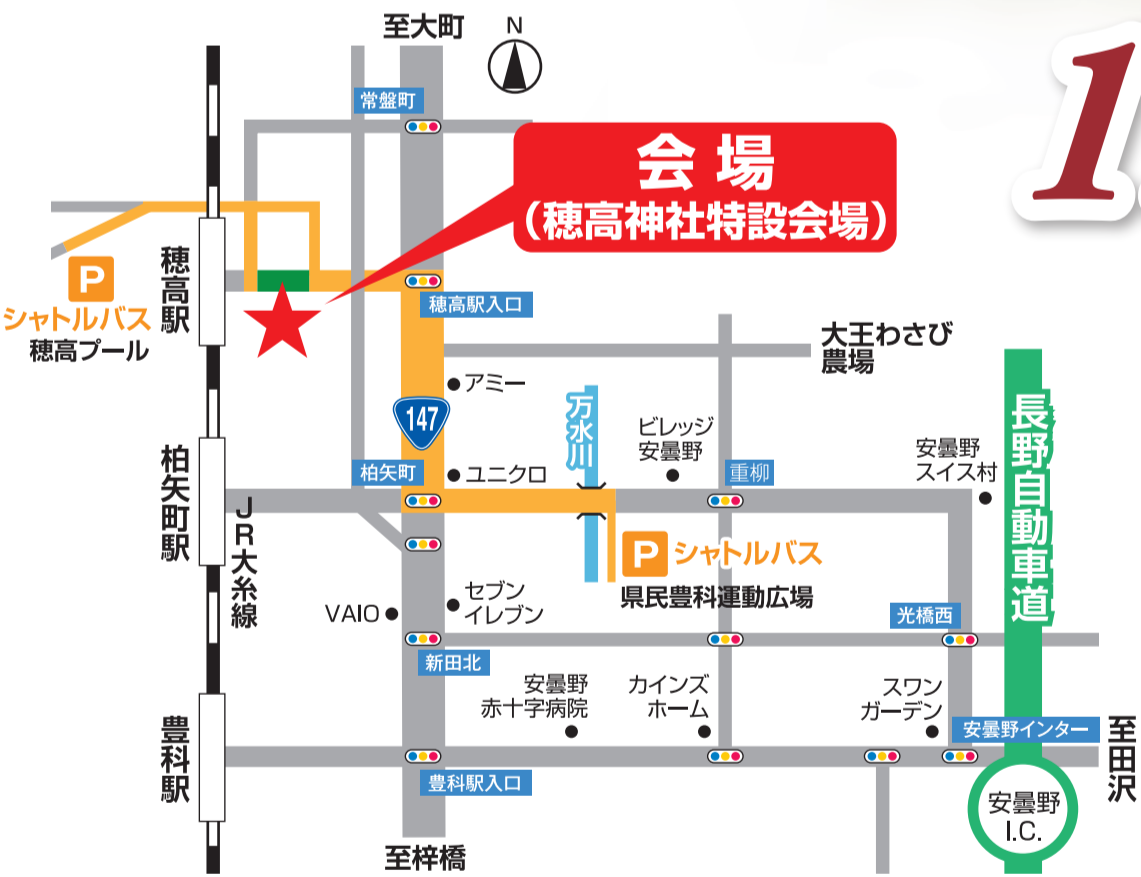 至大町
N
常盤町
1
会場
（穂高神社特設会場）
P
シャトルバス
穂高プール
穂高駅
穂高駅入口
大王わさび
農場
アミー
147
万水川
ビレッジ
安曇野
重柳
安曇野
スイス村
長野自動車道
柏矢町
ユニクロ
柏矢町駅
JR大糸線
P シャトルバス
県民豊科運動広場
VAIO
セブン
イレブン
光橋西
新田北
安曇野
赤十字病院
カインズ
ホーム
スワン
ガーデン
安曇野インター
至田沢
豊科駅
豊科駅入口
安曇野
I.C.
至梓橋